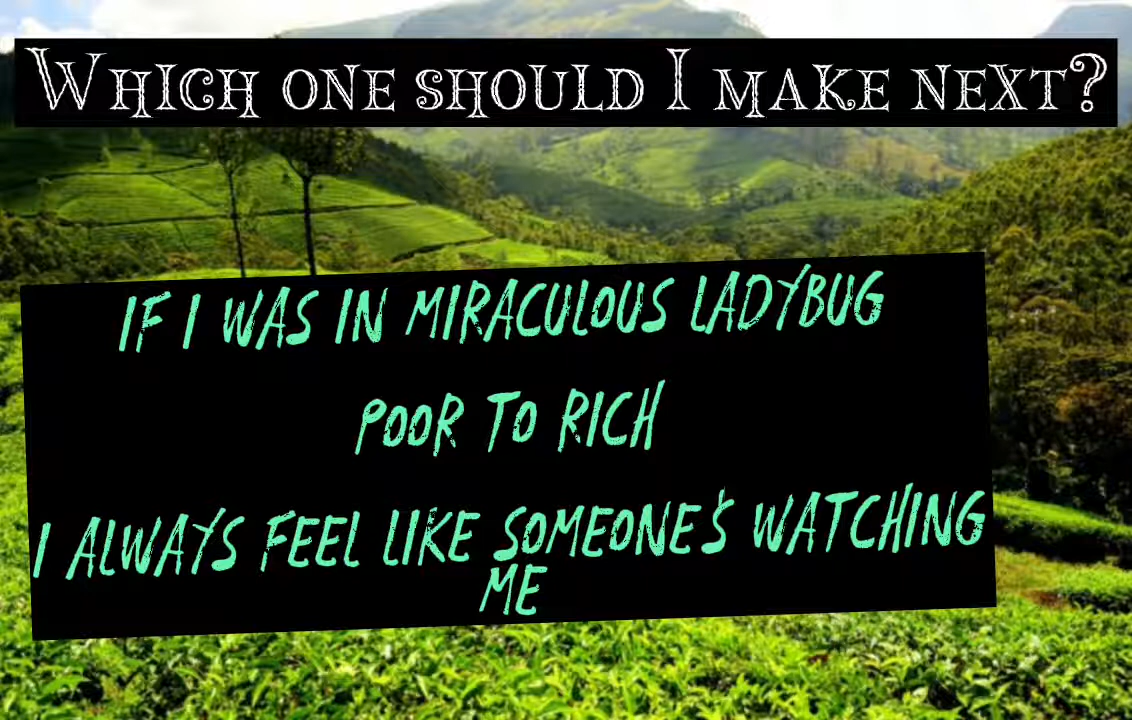 Which one should I make next?
IF I WAS IN MIRACULOUS LADYBUG
POOR TO RICH
I ALWAYS FEEL LIKE SOMEONE'S WATCHING
ME